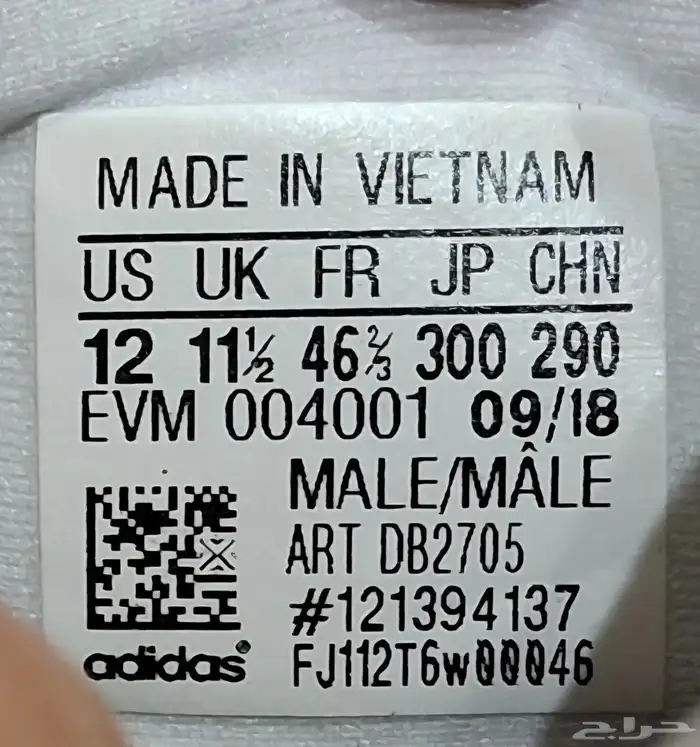 MADE IN VIETNAM
US UK FR JP CHN
12 11½ 46⅔ 300 290
EVM 004001 09/18
MALE/MÂLE
ART DB2705
#121394137
adidas® FJ112T6W00046
حراج